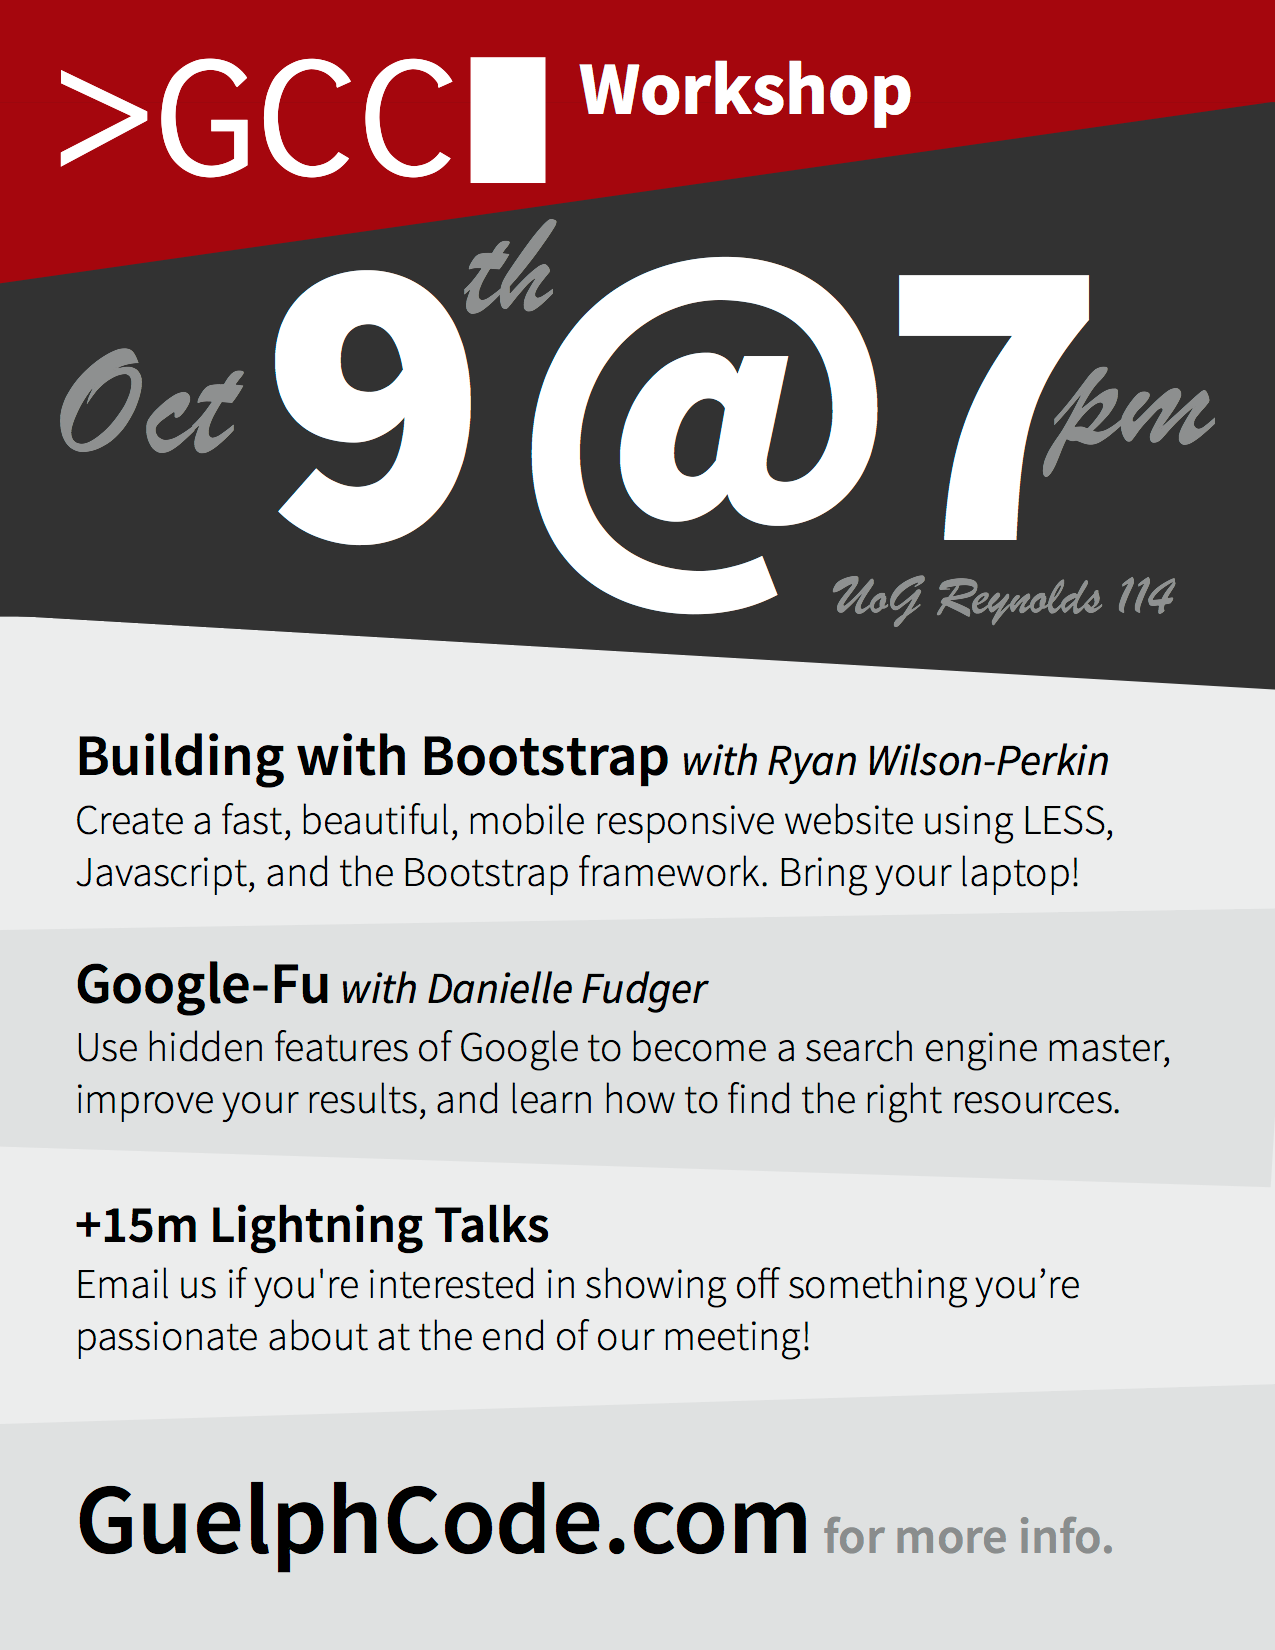 >GCC Workshop
Oct 9th @ 7pm
UoG Reynolds 114
Building with Bootstrap with Ryan Wilson-Perkin
Create a fast, beautiful, mobile responsive website using LESS,
Javascript, and the Bootstrap framework. Bring your laptop!
Google-Fu with Danielle Fudger
Use hidden features of Google to become a search engine master,
improve your results, and learn how to find the right resources.
+15m Lightning Talks
Email us if you're interested in showing off something you’re
passionate about at the end of our meeting!
GuelphCode.com for more info.